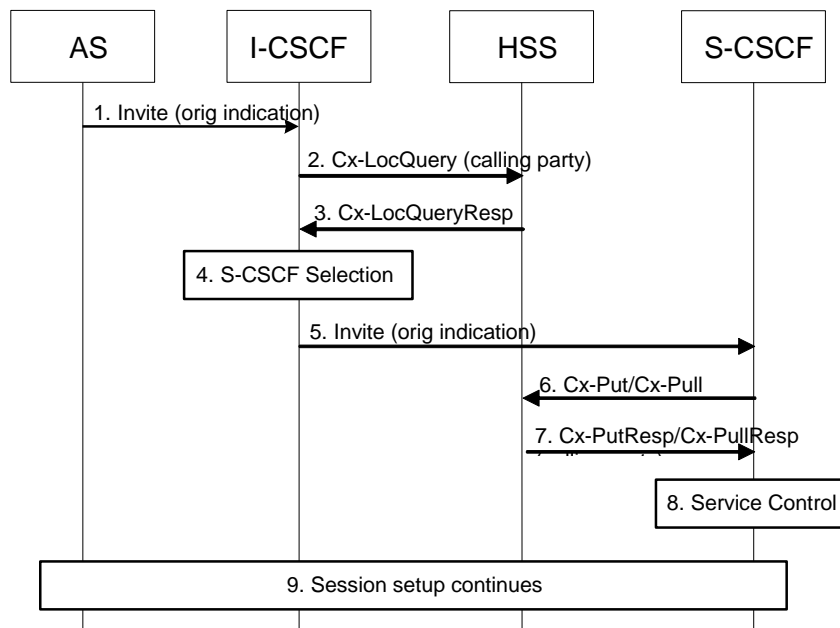 AS
I-CSCF
HSS
S-CSCF
1. Invite (orig indication)
2. Cx-LocQuery (calling party)
3. Cx-LocQueryResp
4. S-CSCF Selection
5. Invite (orig indication)
6. Cx-Put/Cx-Pull
7. Cx-PutResp/Cx-PullResp
8. Service Control
9. Session setup continues